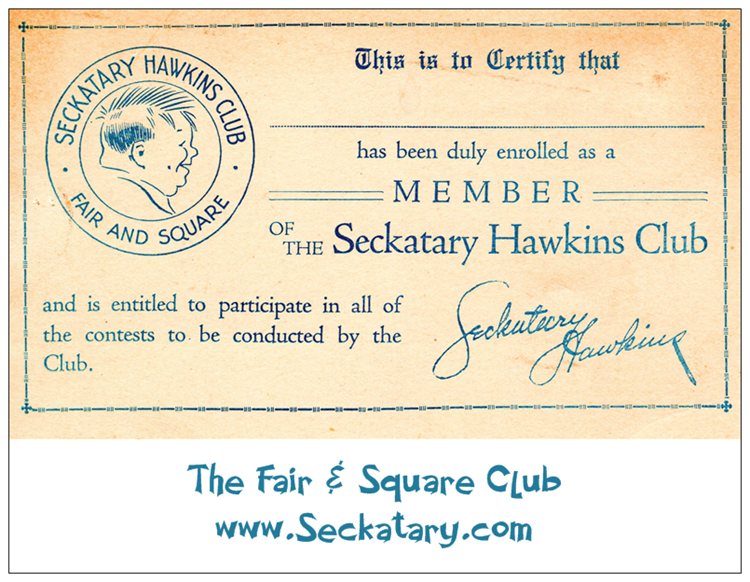 SECKATARY HAWKINS CLUB
FAIR AND SQUARE
This is to Certify that
has been duly enrolled as a
MEMBER
OF THE Seckatary Hawkins Club
and is entitled to participate in all of
the contests to be conducted by the
Club.
Seckatary Hawkins
The Fair & Square Club
www.Seckatary.com